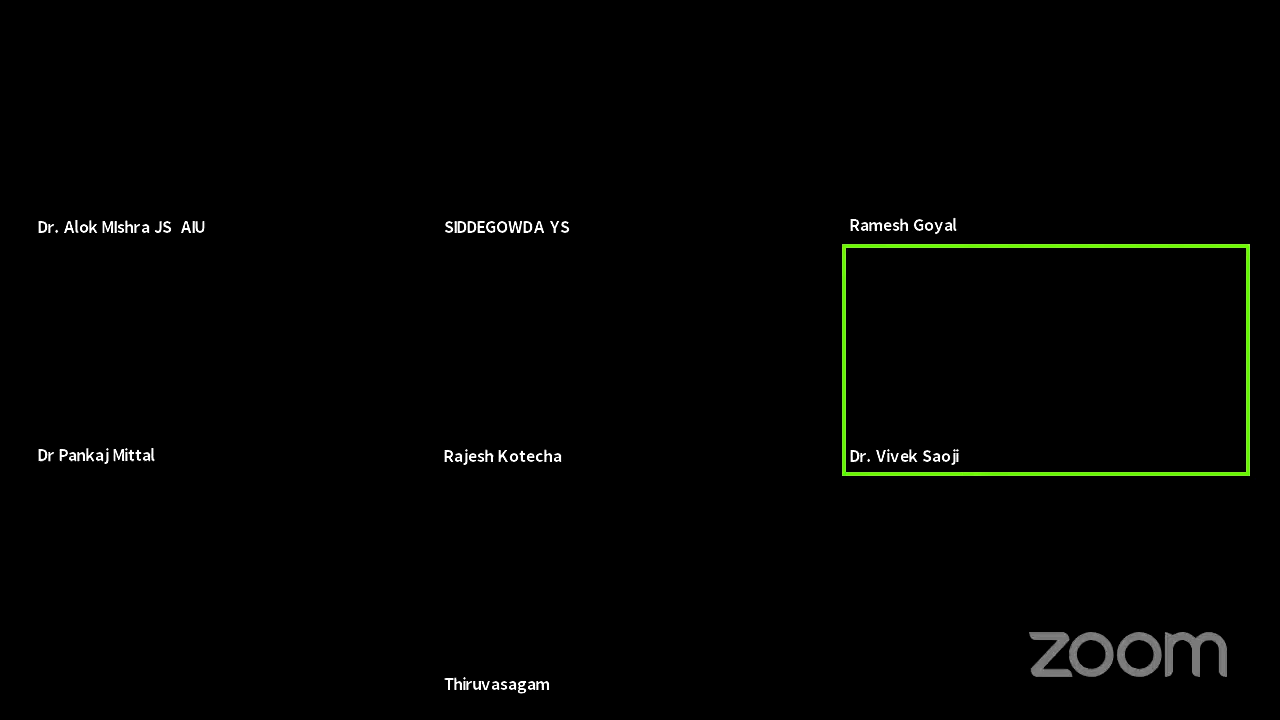 Dr. Alok MIshra JS  AIU
SIDDEGOWDA YS
Ramesh Goyal
Dr Pankaj Mittal
Rajesh Kotecha
Dr. Vivek Saoji
Thiruvasagam
zoom